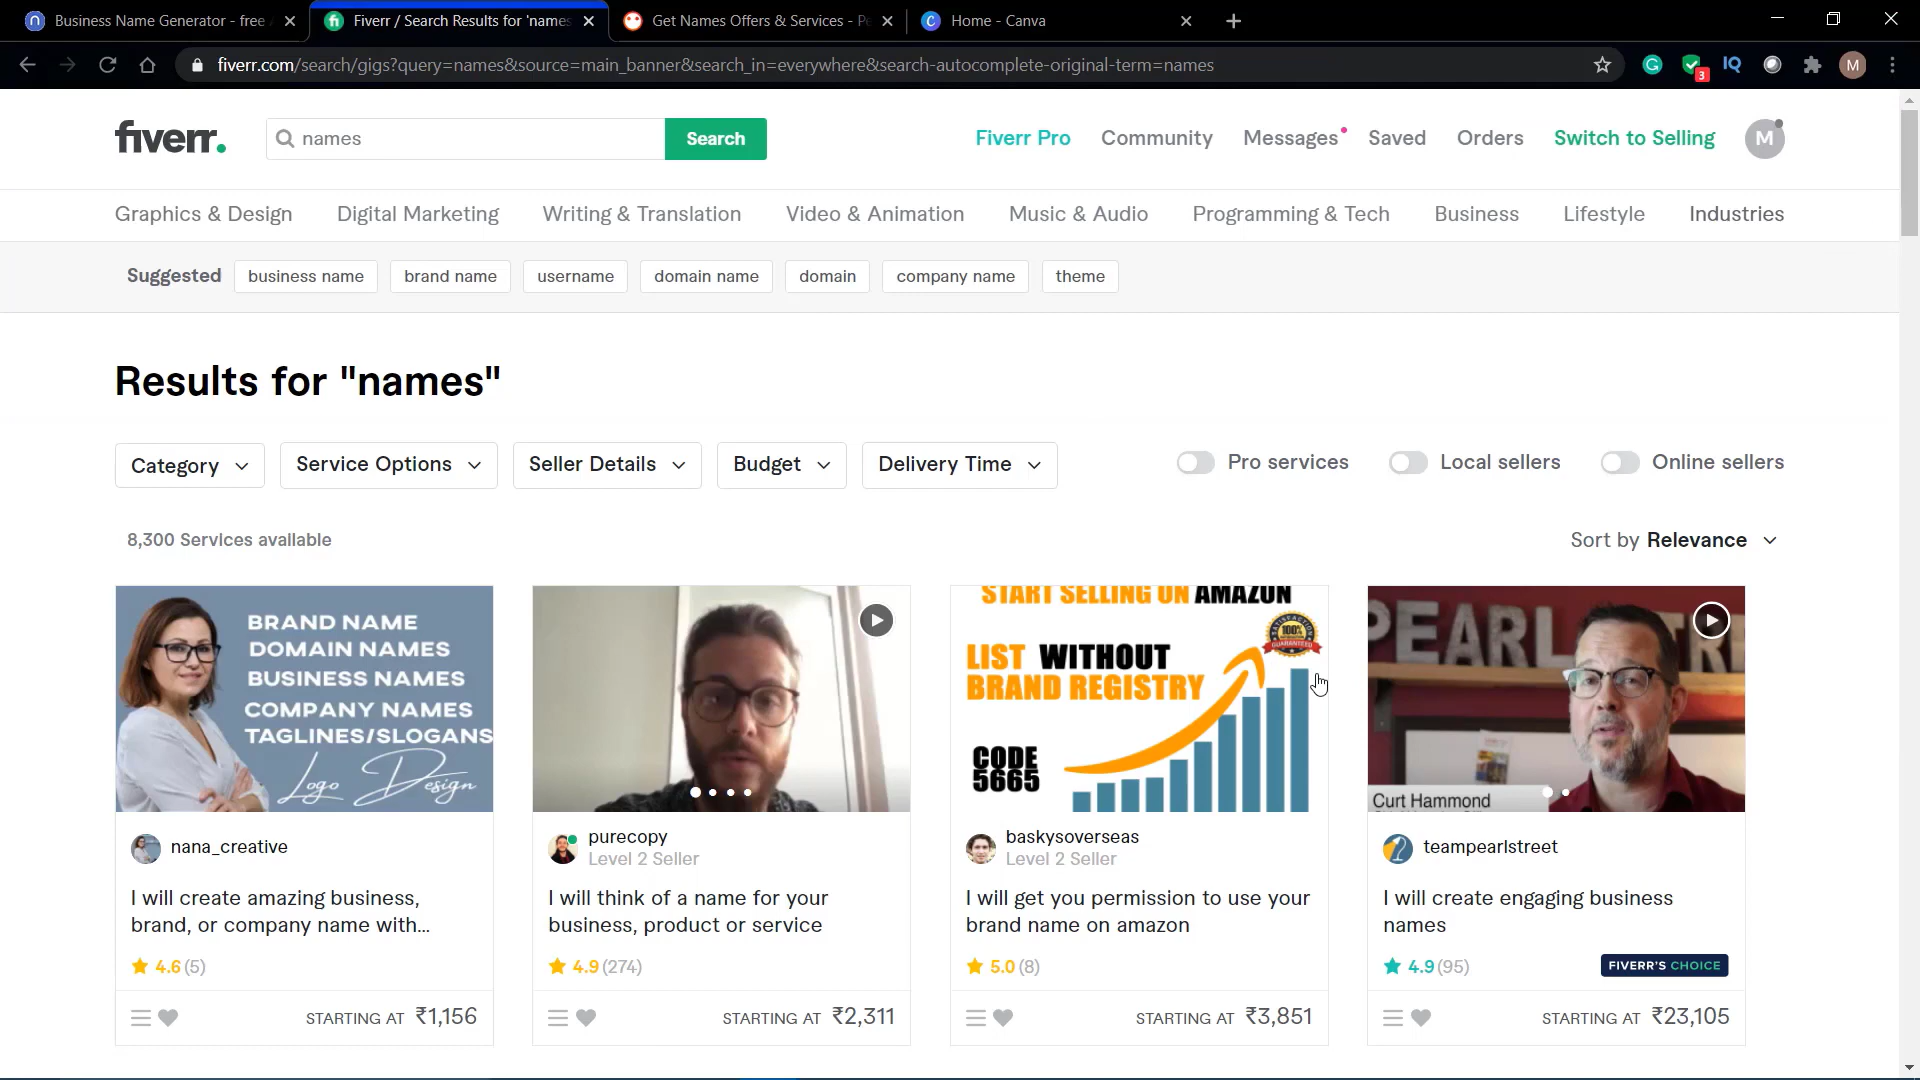 Business Name Generator - free
Fiverr / Search Results for 'names
Get Names Offers & Services - Pe
Home - Canva
fiverr.com/search/gigs?query=names&source=main_banner&search_in=everywhere&search-autocomplete-original-term=names
3
IQ
M
fiverr.
names
Search
Fiverr Pro
Community
Messages
Saved
Orders
Switch to Selling
M
Graphics & Design
Digital Marketing
Writing & Translation
Video & Animation
Music & Audio
Programming & Tech
Business
Lifestyle
Industries
Suggested
business name
brand name
username
domain name
domain
company name
theme
Results for "names"
Category
Service Options
Seller Details
Budget
Delivery Time
Pro services
Local sellers
Online sellers
8,300 Services available
Sort by Relevance
BRAND NAME
DOMAIN NAMES
BUSINESS NAMES
COMPANY NAMES
TAGLINES/SLOGANS
Logo Design
nana_creative
I will create amazing business,
brand, or company name with...
4.6 (5)
STARTING AT ₹1,156
purecopy
Level 2 Seller
I will think of a name for your
business, product or service
4.9 (274)
STARTING AT ₹2,311
START SELLING ON AMAZON
LIST WITHOUT
BRAND REGISTRY
100%
GUARANTEED
CODE
5665
baskysoverseas
Level 2 Seller
I will get you permission to use your
brand name on amazon
5.0 (8)
STARTING AT ₹3,851
PEARL
Curt Hammond
teampearlstreet
I will create engaging business
names
4.9 (95)
FIVERR'S CHOICE
STARTING AT ₹23,105